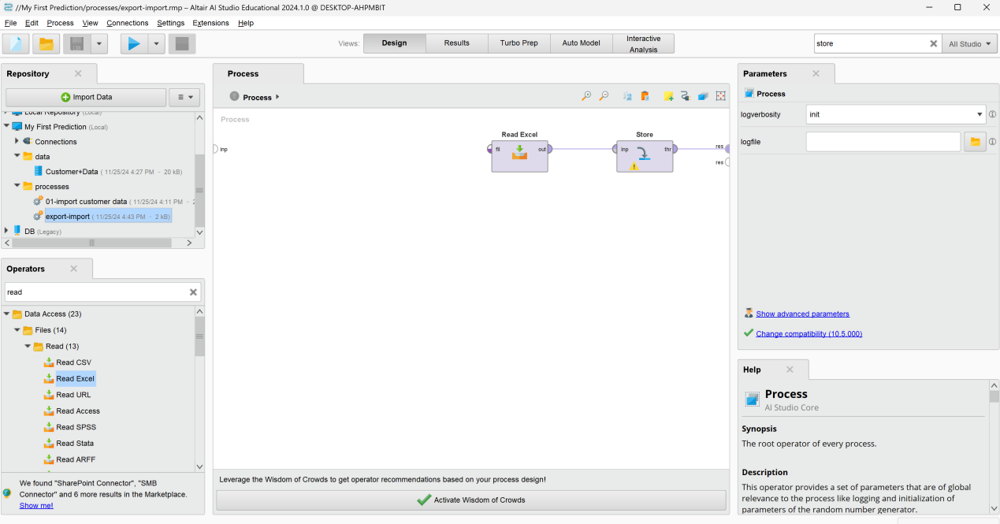 //My First Prediction/processes/export-import.rmp – Altair AI Studio Educational 2024.1.0 @ DESKTOP-AHPMBIT
File Edit Process View Connections Settings Extensions Help
Views: Design Results Turbo Prep Auto Model Interactive Analysis
store All Studio
Repository
Import Data
Local Repository (Local)
My First Prediction (Local)
Connections
data
Customer+Data ( 11/25/24 4:27 PM – 20 kB)
processes
01-import customer data ( 11/25/24 4:11 PM –
export-import ( 11/25/24 4:43 PM – 2 kB)
DB (Legacy)
Operators
read
Data Access (23)
Files (14)
Read (13)
Read CSV
Read Excel
Read URL
Read Access
Read SPSS
Read Stata
Read ARFF
We found "SharePoint Connector", "SMB
Connector" and 6 more results in the Marketplace.
Show me!
Process
Process
Process
inp
Read Excel
fil out
Store
inp thr
res
res
Leverage the Wisdom of Crowds to get operator recommendations based on your process design!
Activate Wisdom of Crowds
Parameters
Process
logverbosity init
logfile
Show advanced parameters
Change compatibility (10.5.000)
Help
Process
AI Studio Core
Synopsis
The root operator of every process.
Description
This operator provides a set of parameters that are of global
relevance to the process like logging and initialization of
parameters of the random number generator.